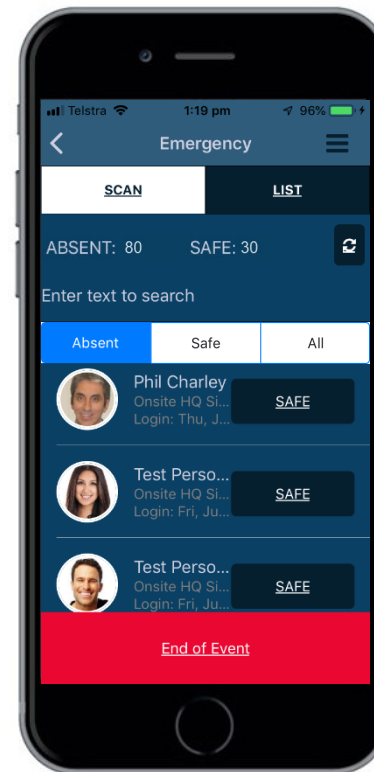 Telstra 1:19 pm 96%
Emergency
SCAN LIST
ABSENT: 80 SAFE: 30
Enter text to search
Absent Safe All
Phil Charley
Onsite HQ Si...
Login: Thu, J...
SAFE
Test Perso...
Onsite HQ Si...
Login: Fri, Ju...
SAFE
Test Perso...
Onsite HQ Si...
Login: Fri, Ju...
SAFE
End of Event